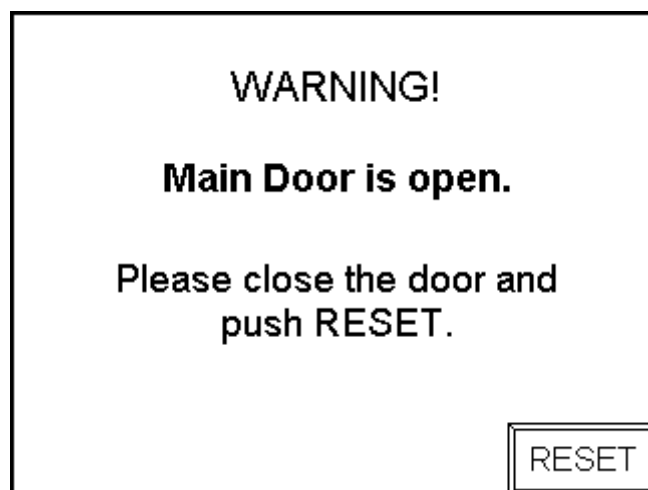 WARNING!
Main Door is open.
Please close the door and
push RESET.
RESET